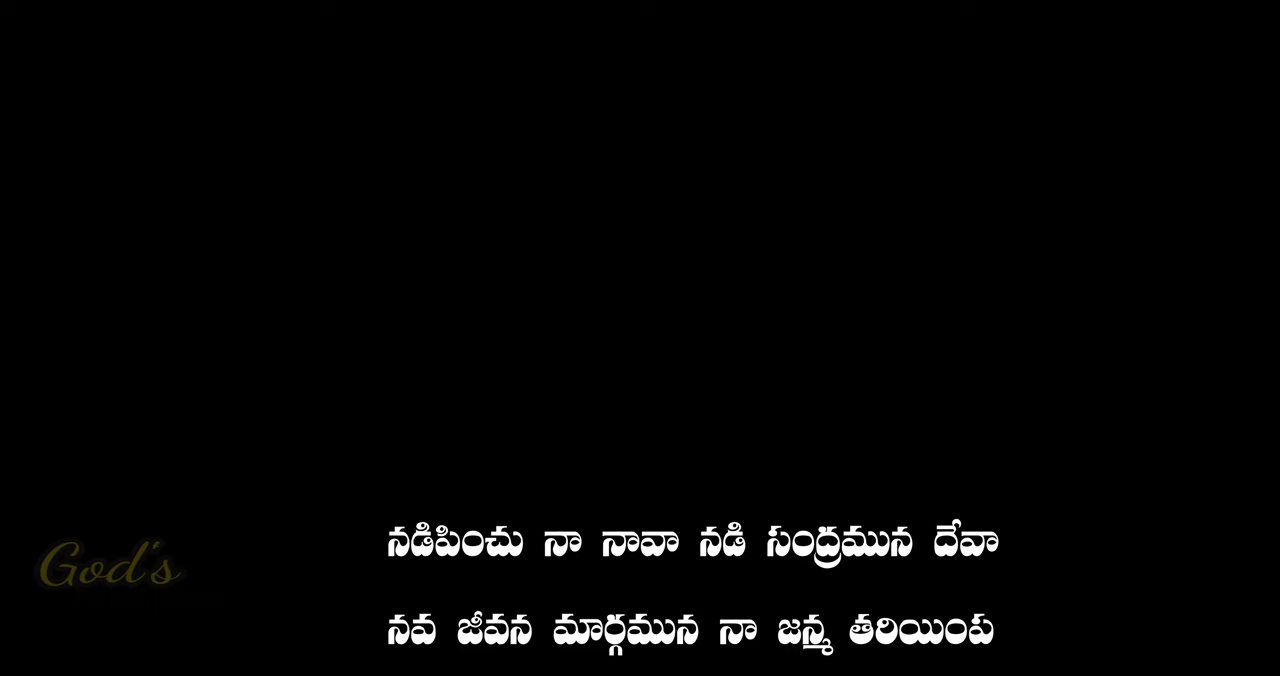 నడిపించు నా నావా నడి సంద్రమున దేవా
God's
నవ జీవన మార్గమున నా జన్మ తరియింప